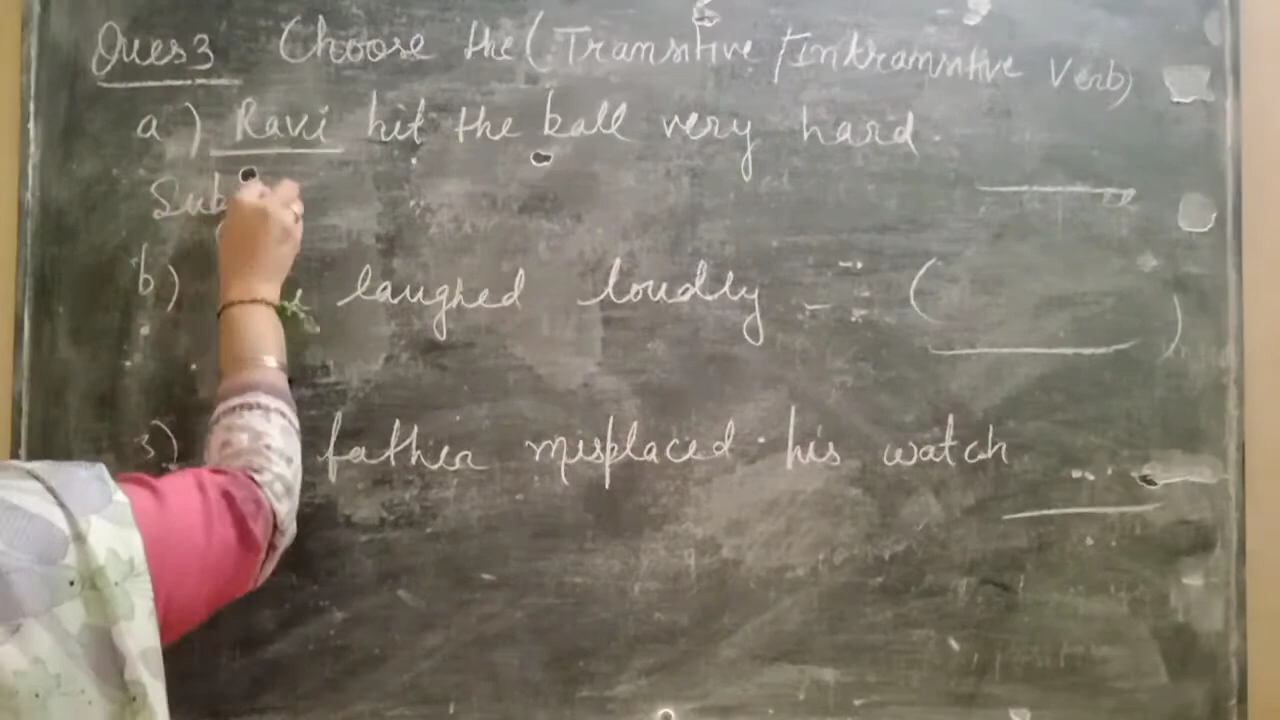 Ques3 Choose the (Transitive / Intransitive Verb)
a) Ravi hit the ball very hard.
Sub
b) laughed loudly (
)
3) father misplaced his watch